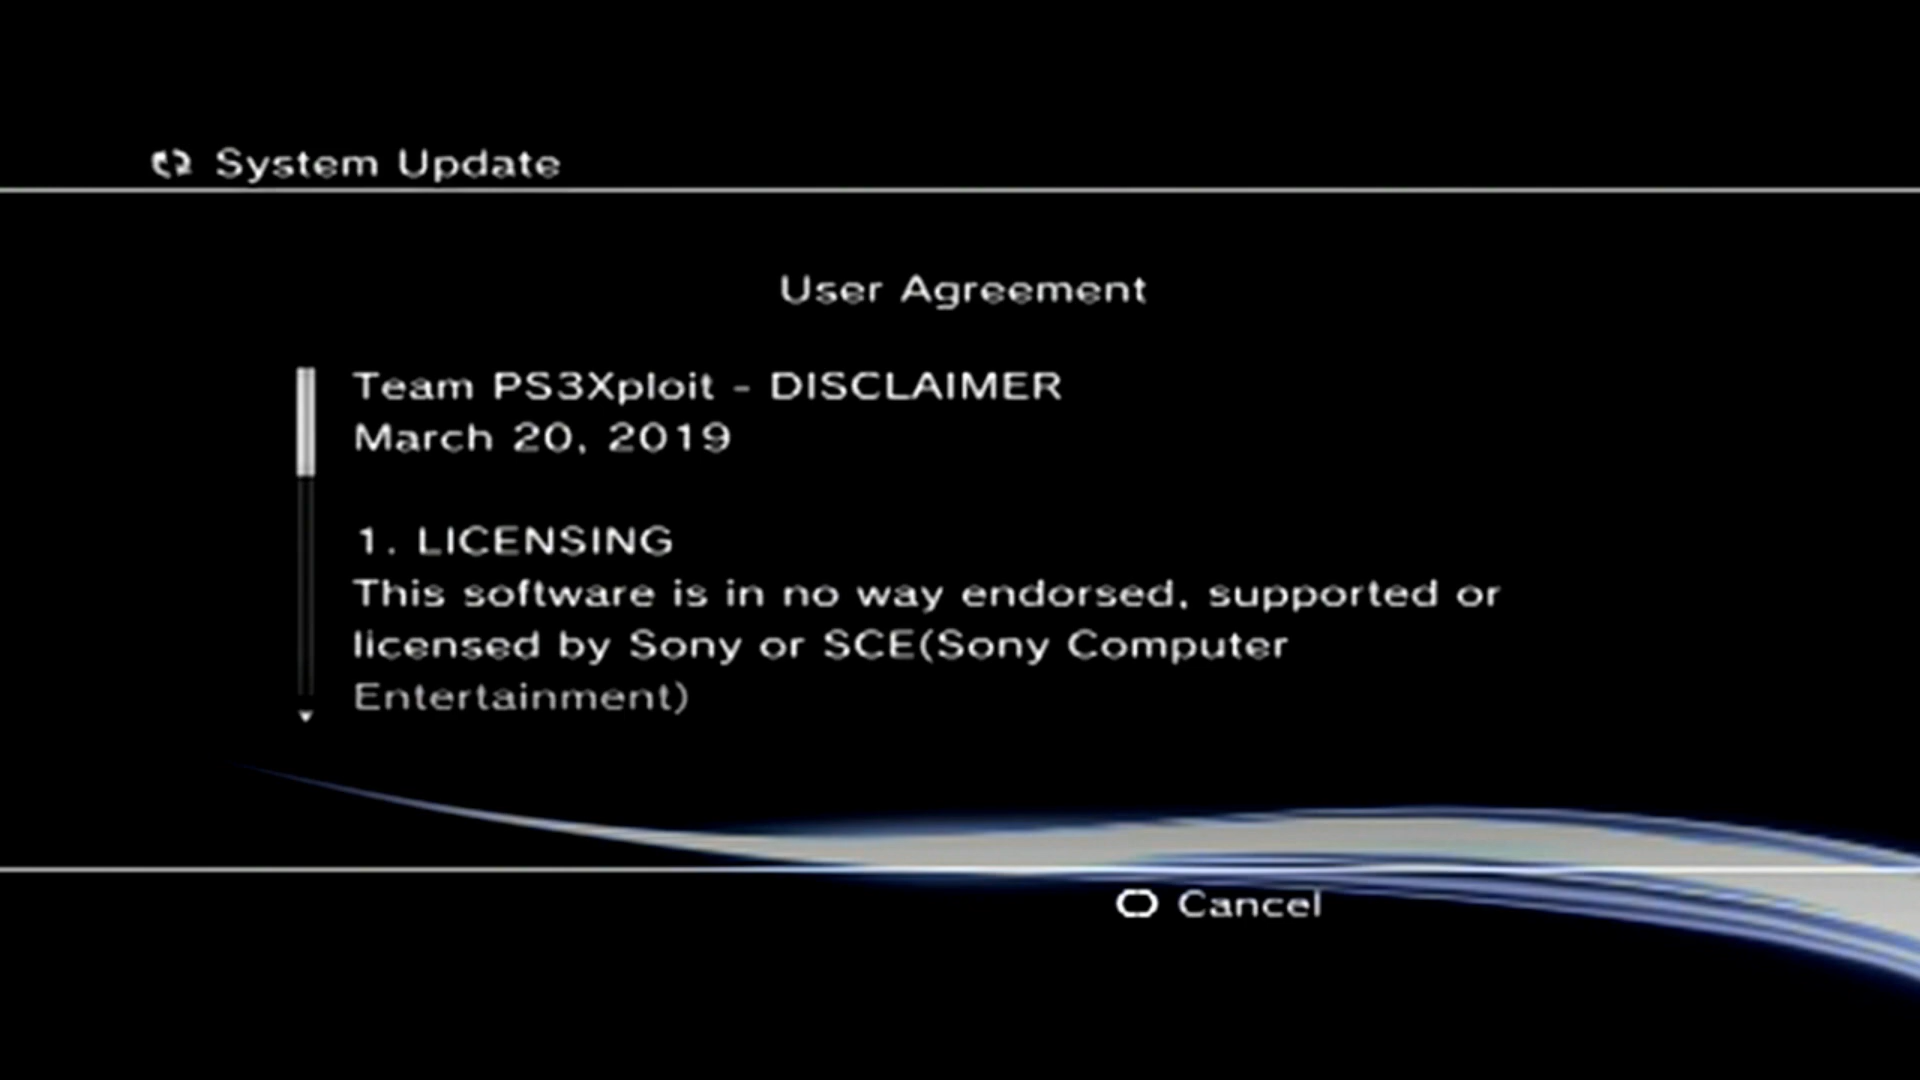 System Update
User Agreement
Team PS3Xploit - DISCLAIMER
March 20, 2019
1. LICENSING
This software is in no way endorsed, supported or
licensed by Sony or SCE(Sony Computer
Entertainment)
Cancel